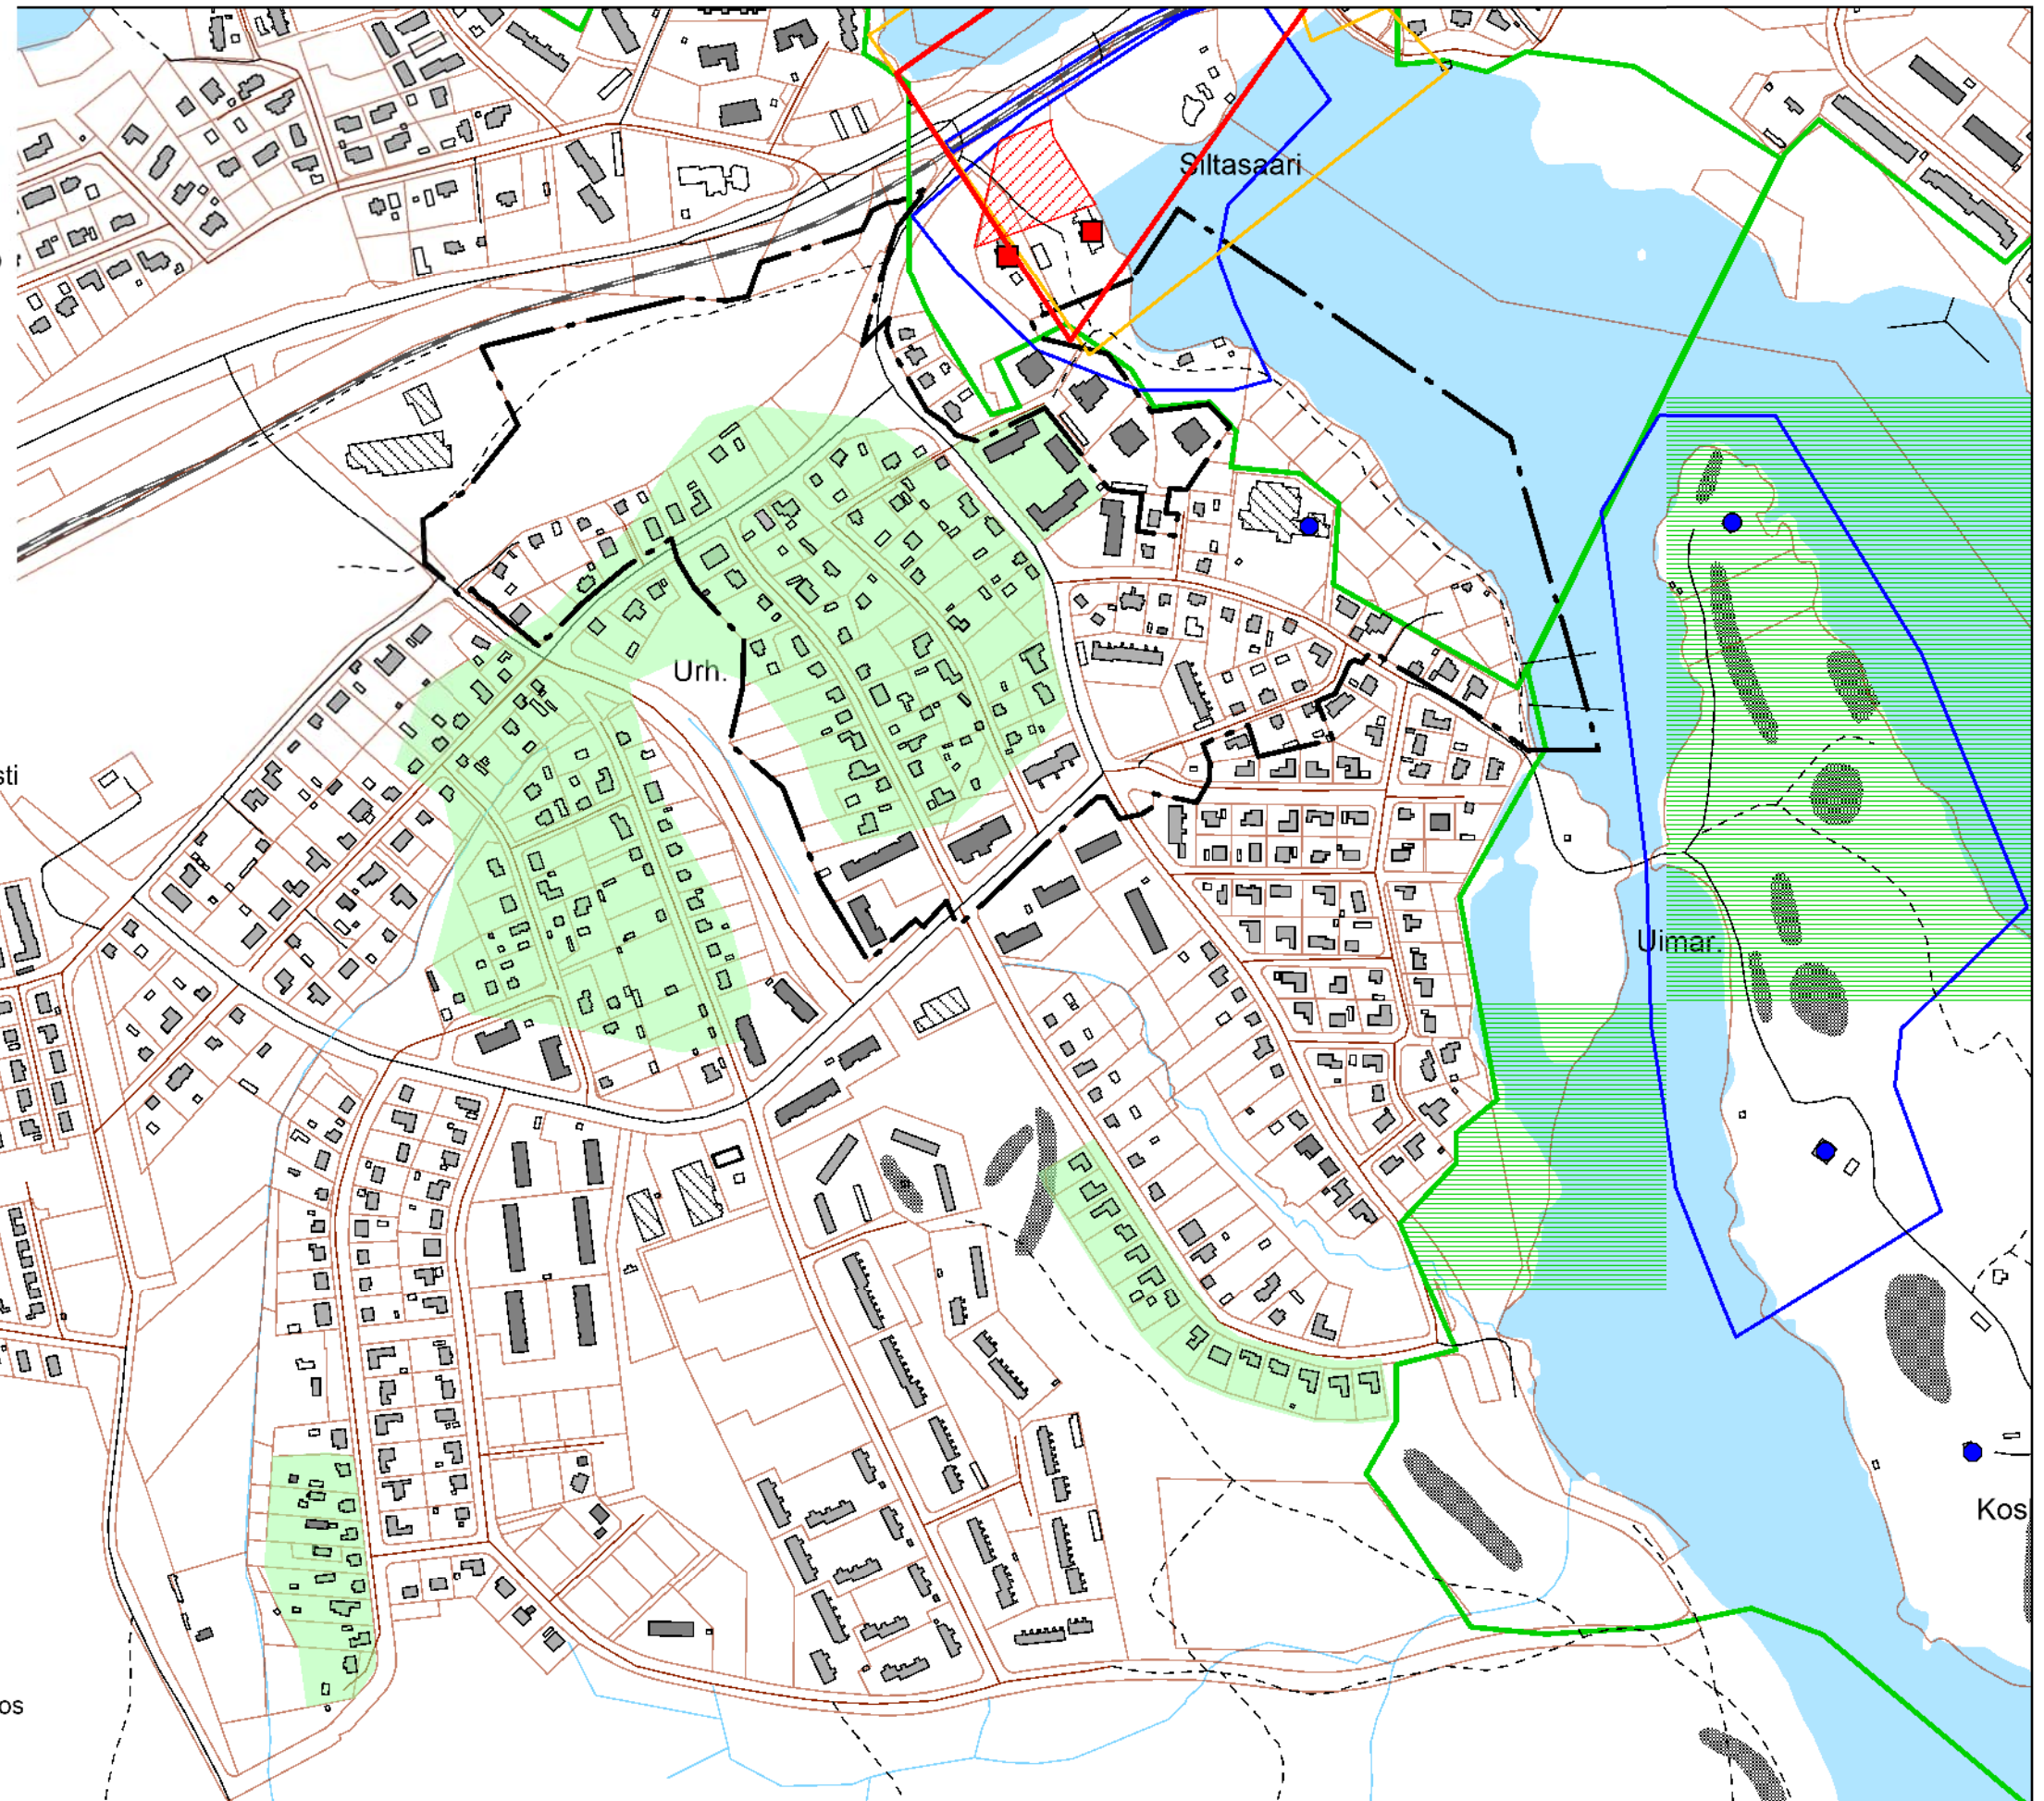 Siltasaari
Urh.
sti
Uimar.
Kos
os